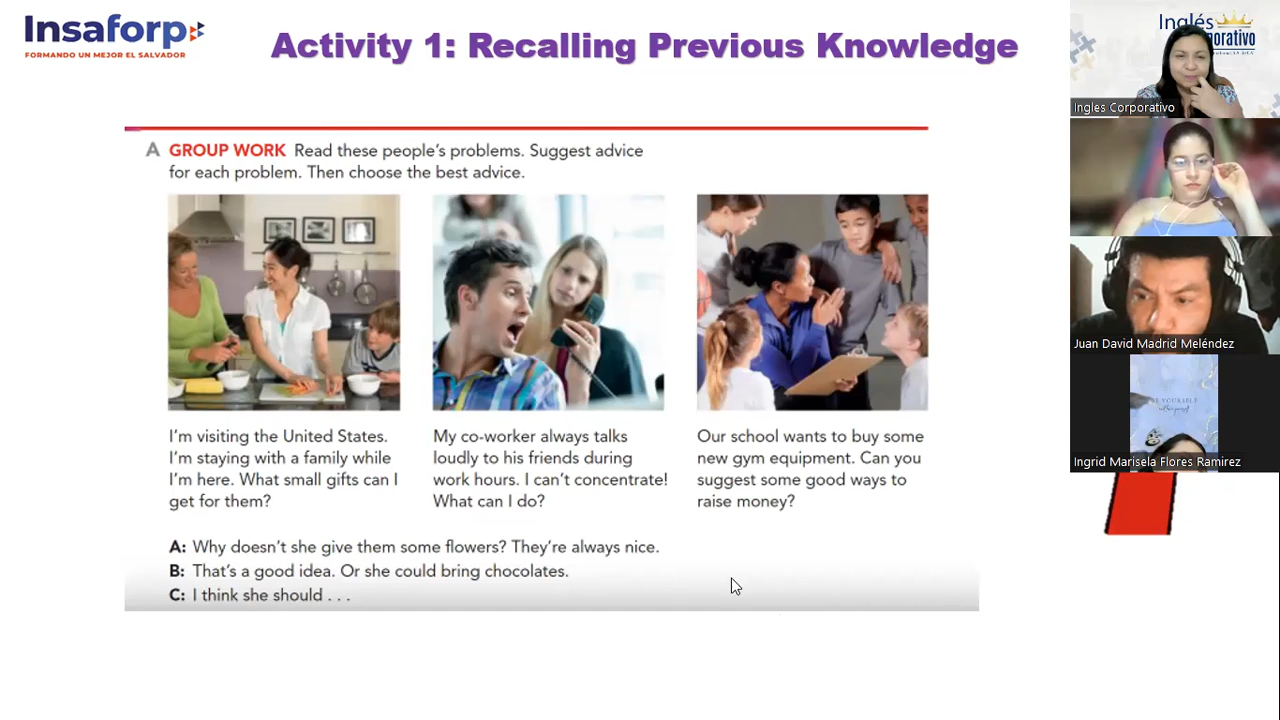 Insaforp
FORMANDO UN MEJOR EL SALVADOR
Activity 1: Recalling Previous Knowledge
A GROUP WORK Read these people's problems. Suggest advice
for each problem. Then choose the best advice.
I'm visiting the United States.
I'm staying with a family while
I'm here. What small gifts can I
get for them?
My co-worker always talks
loudly to his friends during
work hours. I can't concentrate!
What can I do?
Our school wants to buy some
new gym equipment. Can you
suggest some good ways to
raise money?
A: Why doesn't she give them some flowers? They're always nice.
B: That's a good idea. Or she could bring chocolates.
C: I think she should . . .
Inglés
Ingles Corporativo
Juan David Madrid Meléndez
Ingrid Marisela Flores Ramirez